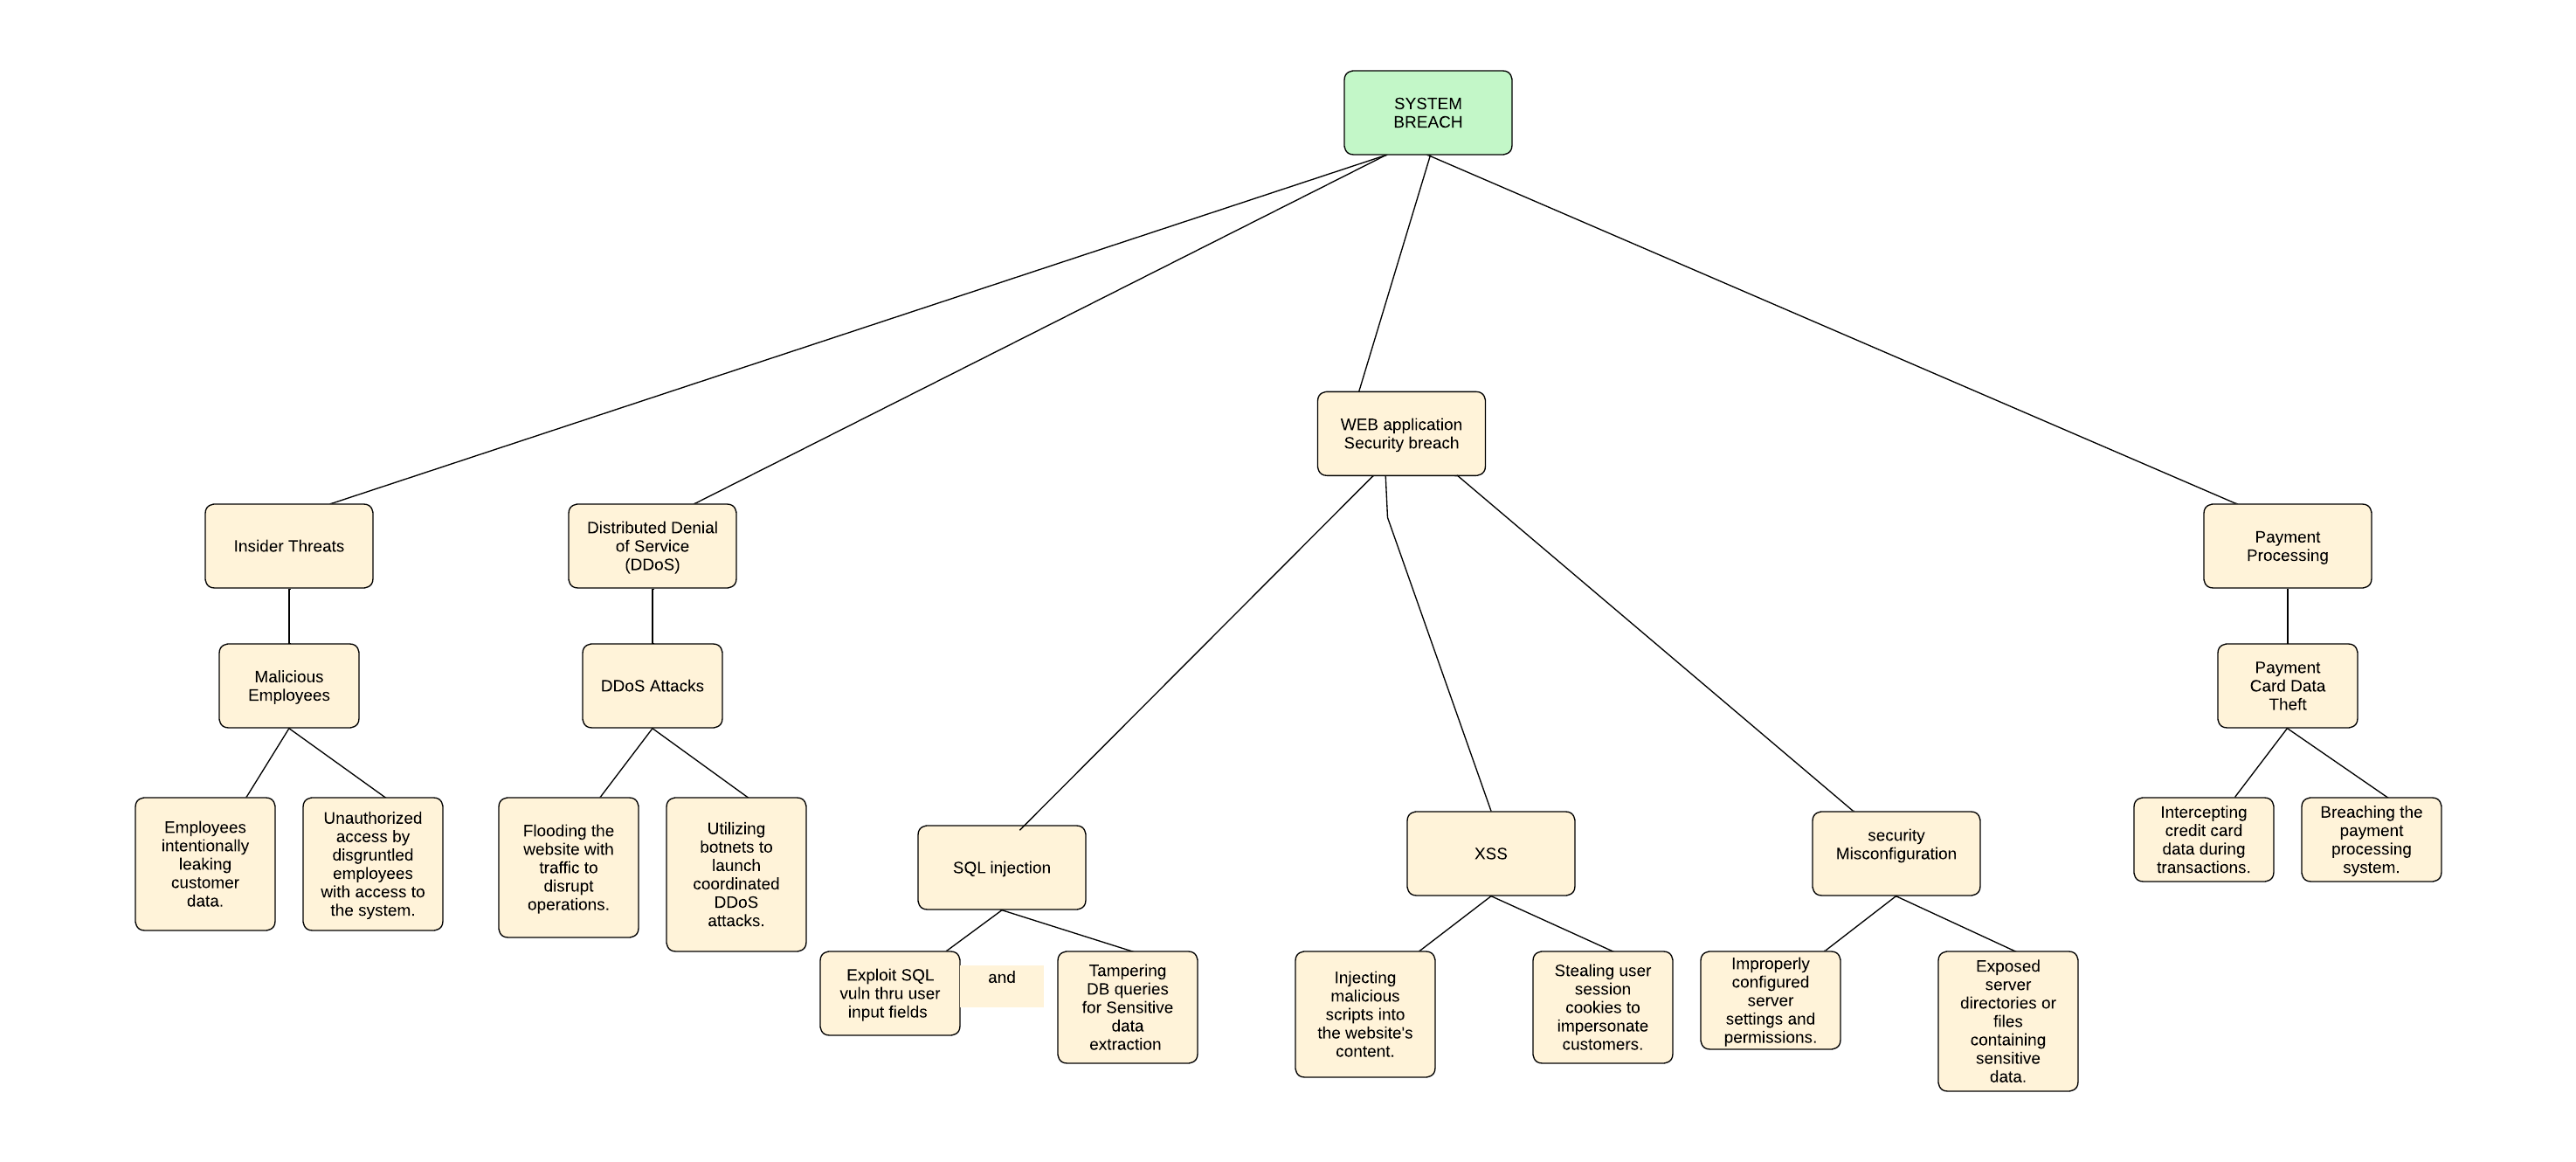 SYSTEM
BREACH
WEB application
Security breach
Insider Threats
Distributed Denial
of Service
(DDoS)
Payment
Processing
Malicious
Employees
DDoS Attacks
Payment
Card Data
Theft
Employees
intentionally
leaking
customer
data.
Unauthorized
access by
disgruntled
employees
with access to
the system.
Flooding the
website with
traffic to
disrupt
operations.
Utilizing
botnets to
launch
coordinated
DDoS
attacks.
SQL injection
XSS
security
Misconfiguration
Intercepting
credit card
data during
transactions.
Breaching the
payment
processing
system.
Exploit SQL
vuln thru user
input fields
and
Tampering
DB queries
for Sensitive
data
extraction
Injecting
malicious
scripts into
the website's
content.
Stealing user
session
cookies to
impersonate
customers.
Improperly
configured
server
settings and
permissions.
Exposed
server
directories or
files
containing
sensitive
data.